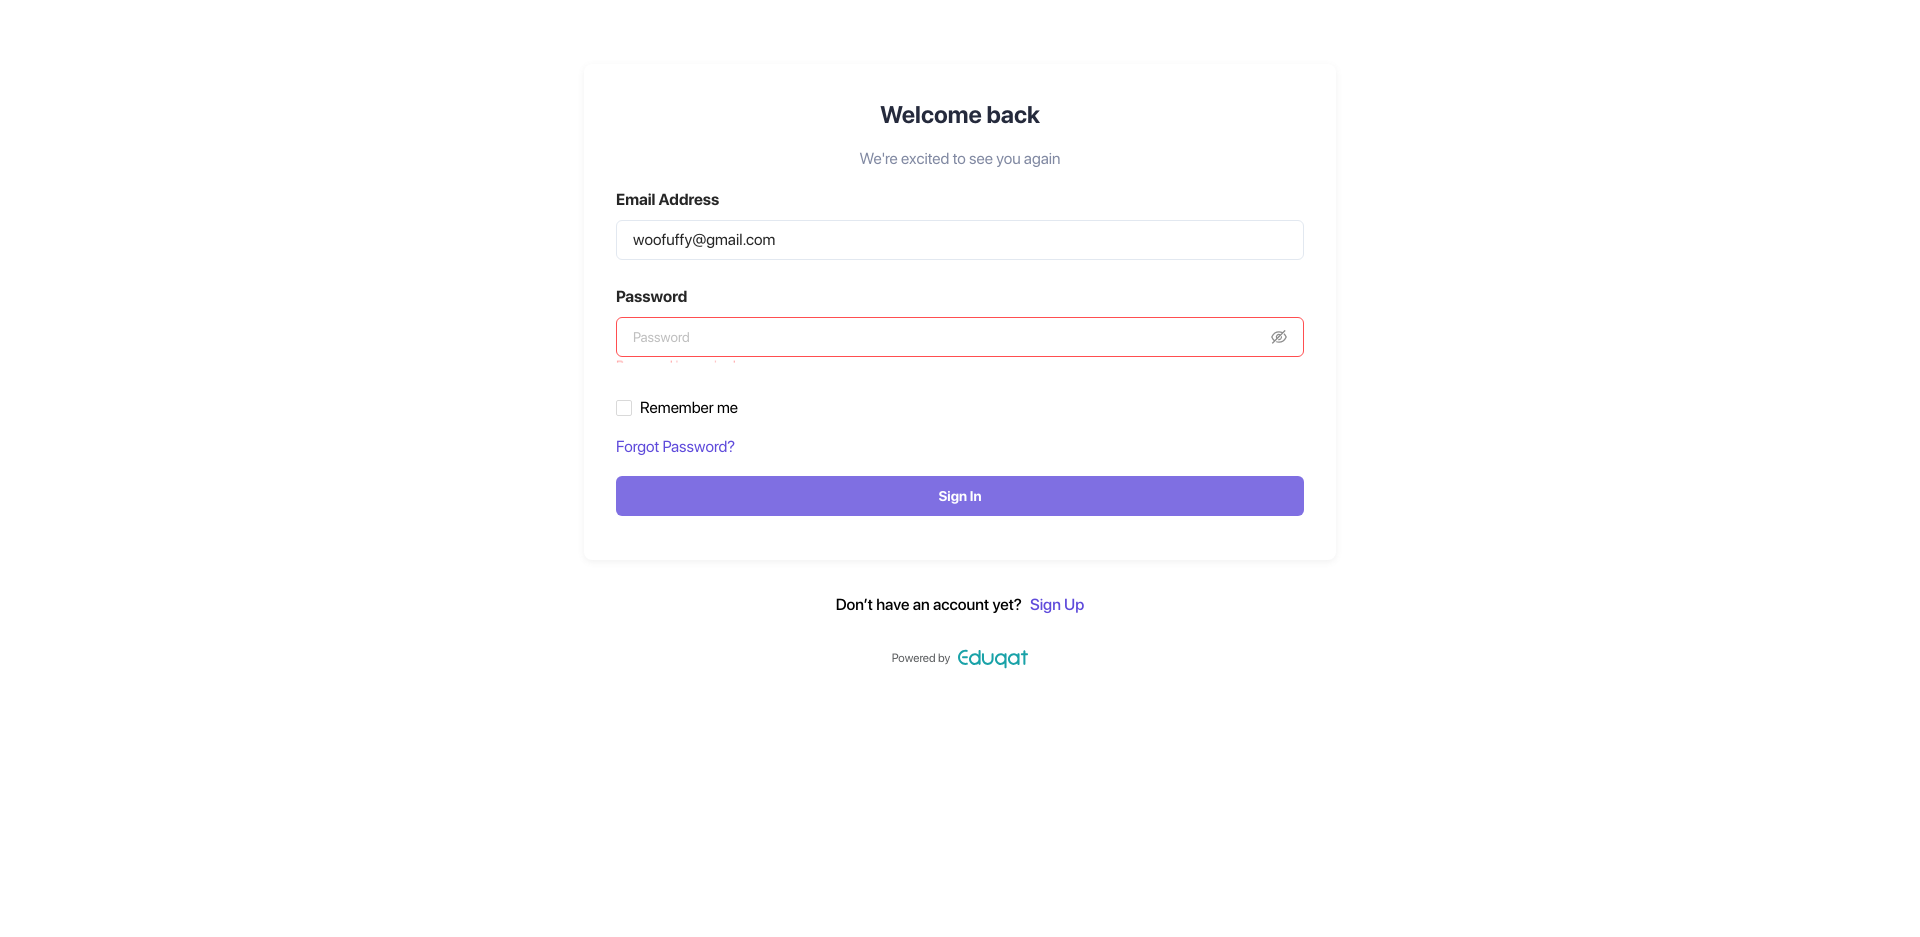 Welcome back
We're excited to see you again
Email Address
woofuffy@gmail.com
Password
Password
Remember me
Forgot Password?
Sign In
Don’t have an account yet? Sign Up
Powered by Eduqat